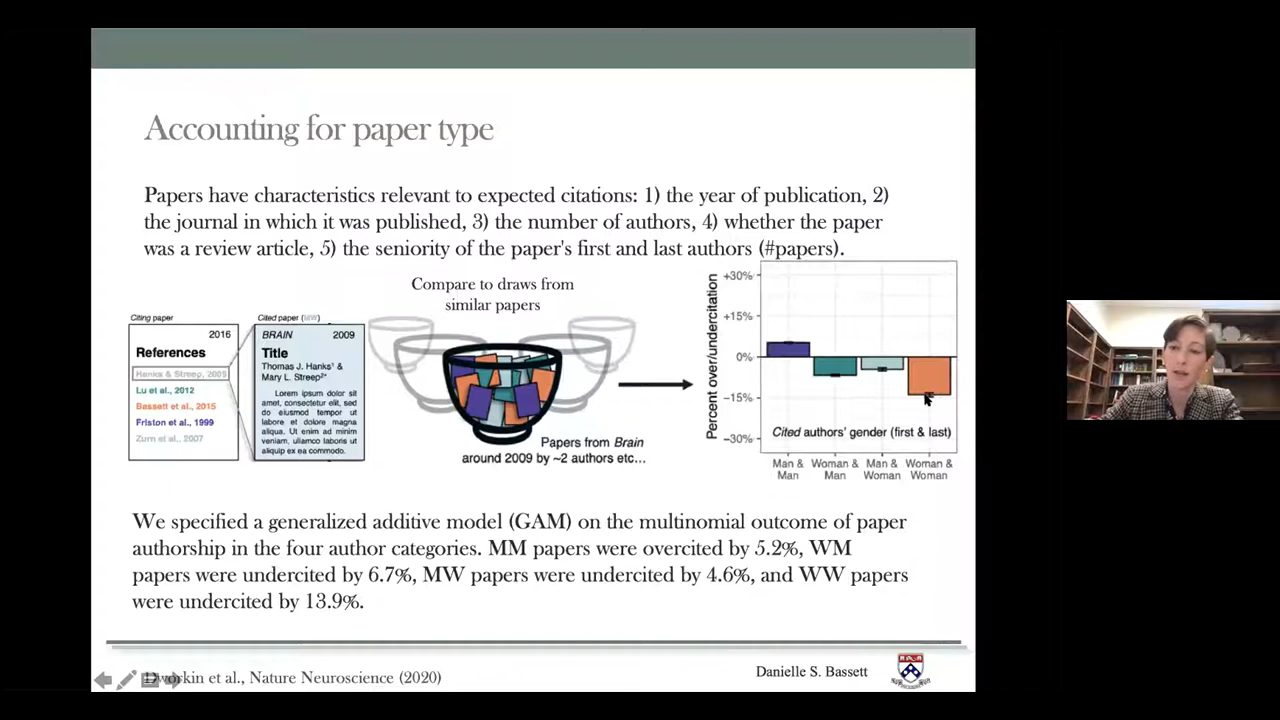 Accounting for paper type
Papers have characteristics relevant to expected citations: 1) the year of publication, 2)
the journal in which it was published, 3) the number of authors, 4) whether the paper
was a review article, 5) the seniority of the paper's first and last authors (#papers).
Compare to draws from
similar papers
Citing paper
2016
References
Hanks & Streep, 2009
Lu et al., 2012
Bassett et al., 2015
Friston et al., 1999
Zurn et al., 2007
Cited paper (MW)
BRAIN 2009
Title
Thomas J. Hanks¹ &
Mary L. Streep²*
Lorem ipsum dolor sit
amet, consectetur elit, sed
do eiusmod tempor ut
labore et dolore magna
aliqua. Ut enim ad minim
veniam, ullamco laboris ut
aliquip ex ea commodo.
Papers from Brain
around 2009 by ~2 authors etc...
Percent over/undercitation
+30%
+15%
0%
−15%
−30%
Cited authors' gender (first & last)
Man & Man
Woman & Man
Man & Woman
Woman & Woman
We specified a generalized additive model (GAM) on the multinomial outcome of paper
authorship in the four author categories. MM papers were overcited by 5.2%, WM
papers were undercited by 6.7%, MW papers were undercited by 4.6%, and WW papers
were undercited by 13.9%.
Dworkin et al., Nature Neuroscience (2020)
Danielle S. Bassett